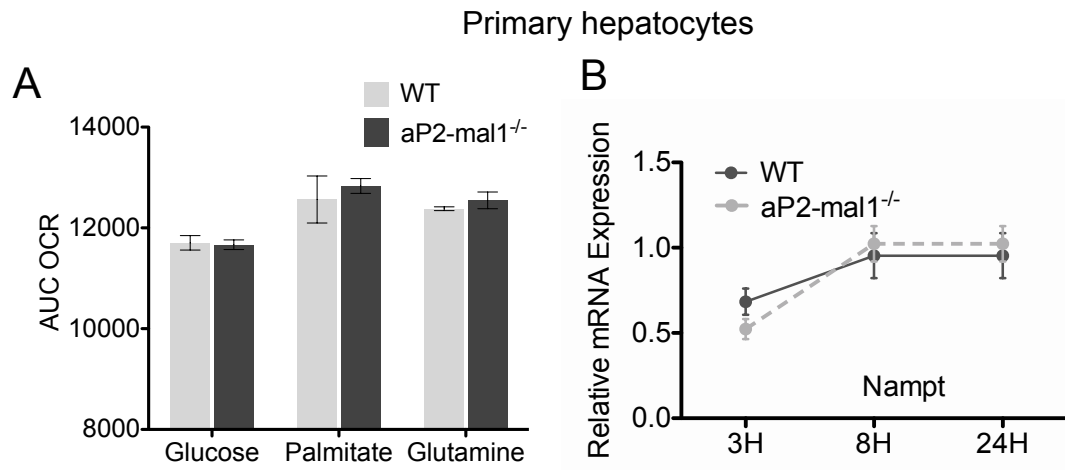 Primary hepatocytes
A
WT
aP2-mal1-/-
14000
12000
10000
8000
AUC OCR
Glucose Palmitate Glutamine
B
WT
aP2-mal1-/-
1.5
1.0
0.5
0.0
Relative mRNA Expression
Nampt
3H 8H 24H